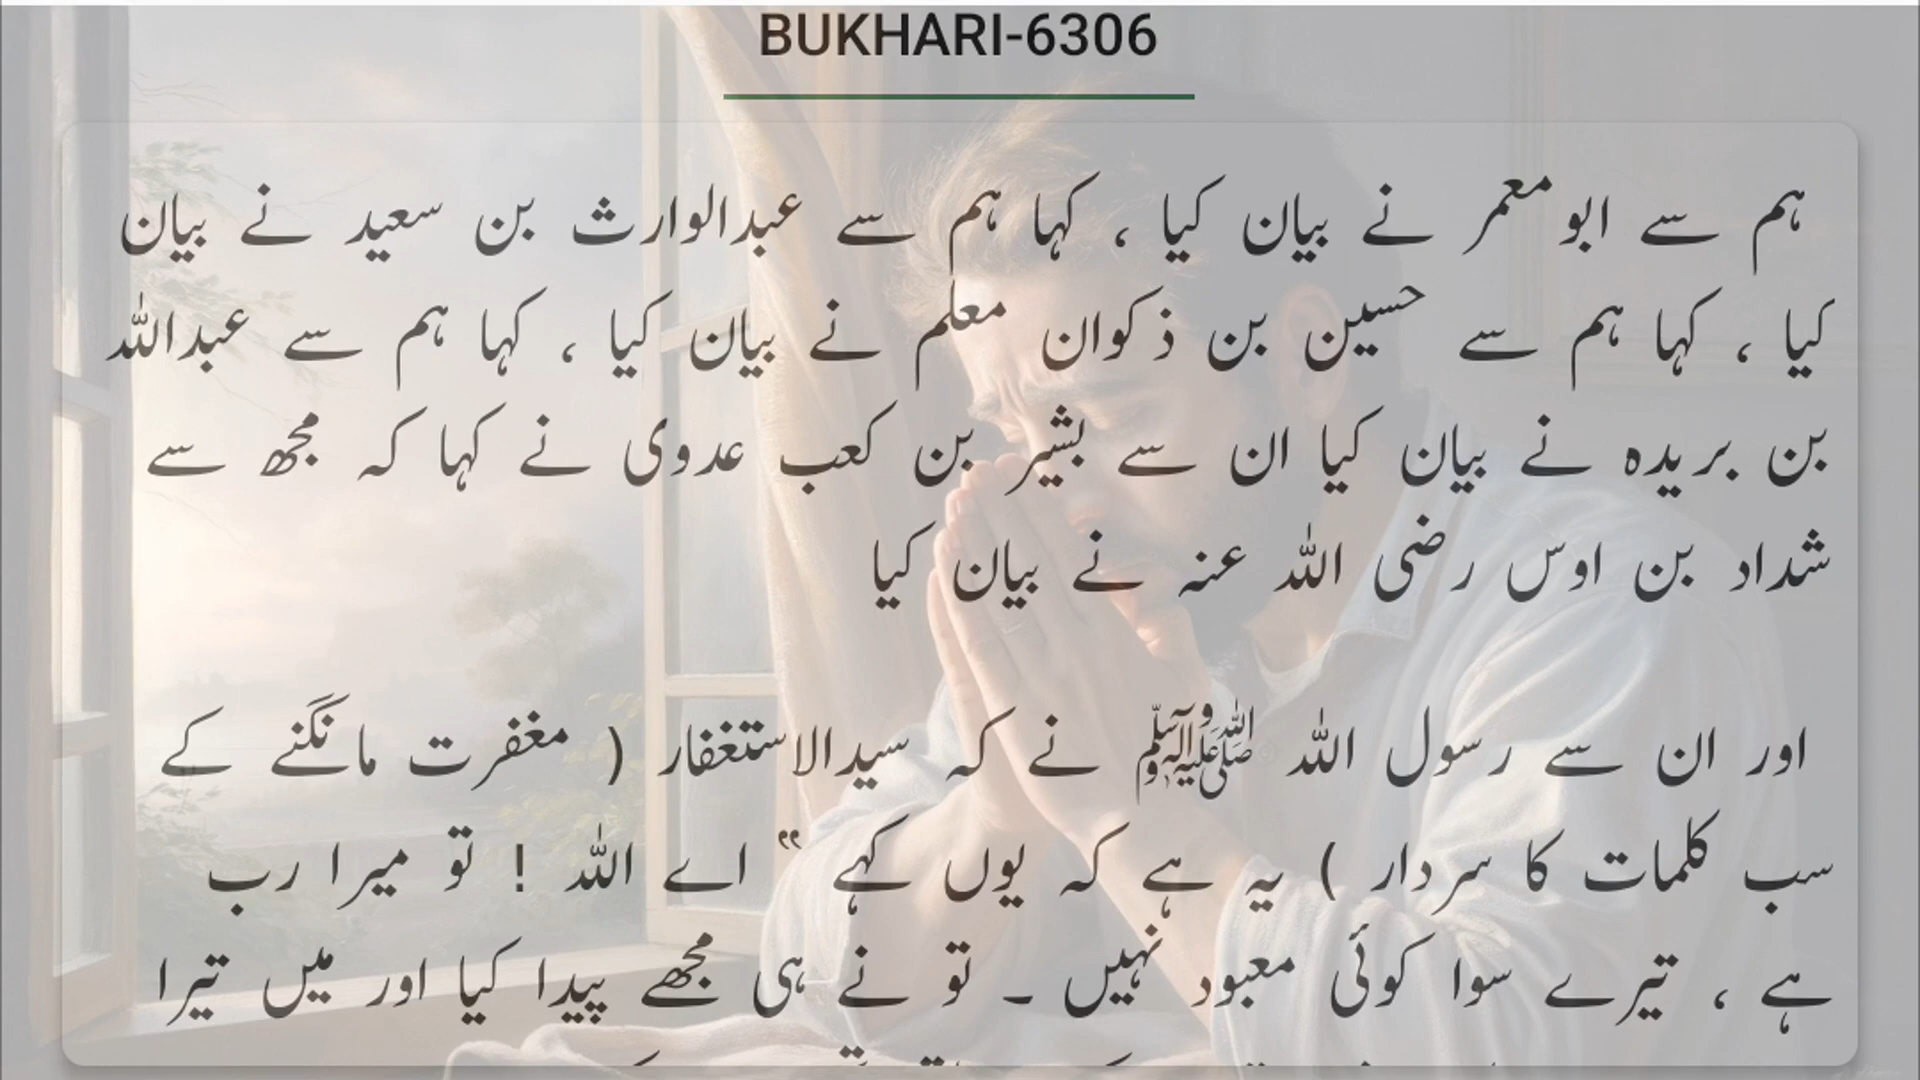 BUKHARI-6306
ہم سے ابومعمر نے بیان کیا ، کہا ہم سے عبدالوارث بن سعید نے بیان
کیا ، کہا ہم سے حسین بن ذکوان معلم نے بیان کیا ، کہا ہم سے عبداللہ
بن بریدہ نے بیان کیا ان سے بشیر بن کعب عدوی نے کہا کہ مجھ سے
شداد بن اوس رضی اللہ عنہ نے بیان کیا
اور ان سے رسول اللہ ﷺ نے کہ سیدالاستغفار ( مغفرت مانگنے کے
سب کلمات کا سردار ) یہ ہے کہ یوں کہے ” اے اللہ ! تو میرا رب
ہے ، تیرے سوا کوئی معبود نہیں ۔ تو نے ہی مجھے پیدا کیا اور میں تیرا